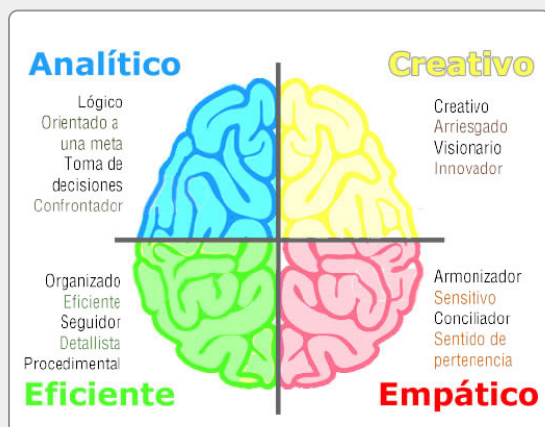 Analítico
Lógico
Orientado a
una meta
Toma de
decisiones
Confrontador
Creativo
Creativo
Arriesgado
Visionario
Innovador
Organizado
Eficiente
Seguidor
Detallista
Procedimental
Eficiente
Armonizador
Sensitivo
Conciliador
Sentido de
pertenencia
Empático